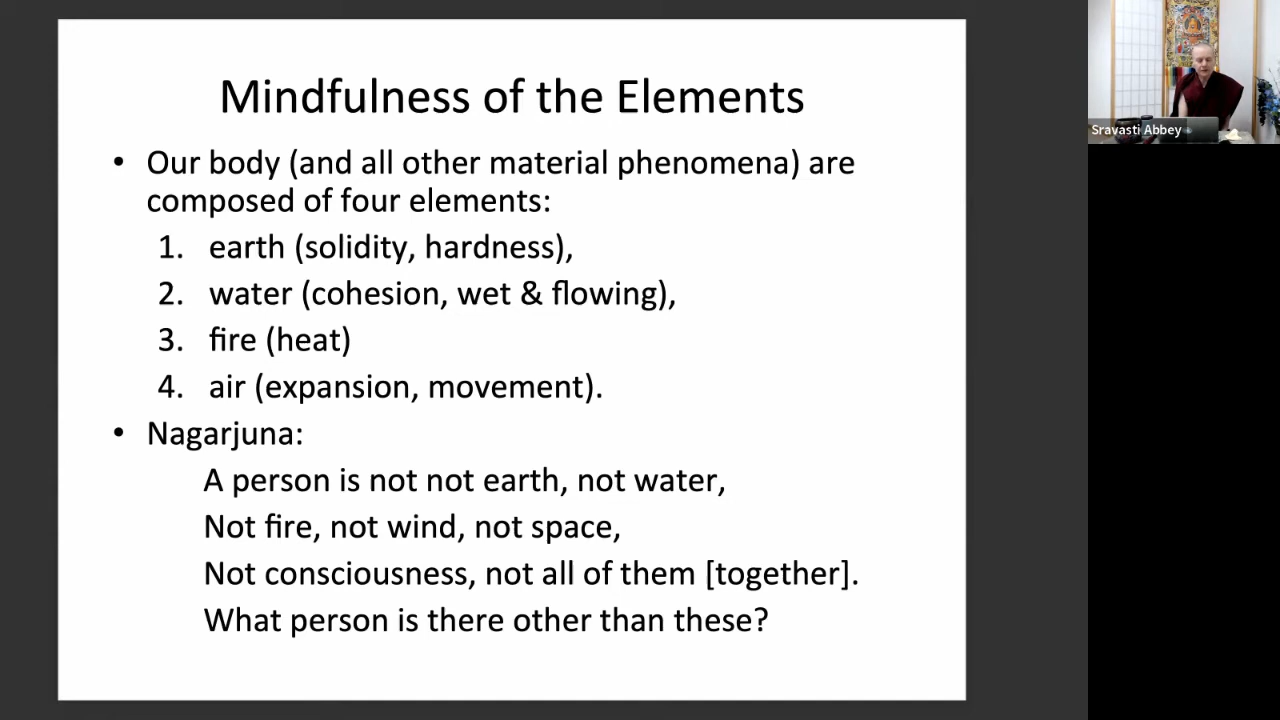 Mindfulness of the Elements
• Our body (and all other material phenomena) are
composed of four elements:
1. earth (solidity, hardness),
2. water (cohesion, wet & flowing),
3. fire (heat)
4. air (expansion, movement).
• Nagarjuna:
A person is not not earth, not water,
Not fire, not wind, not space,
Not consciousness, not all of them [together].
What person is there other than these?
Sravasti Abbey